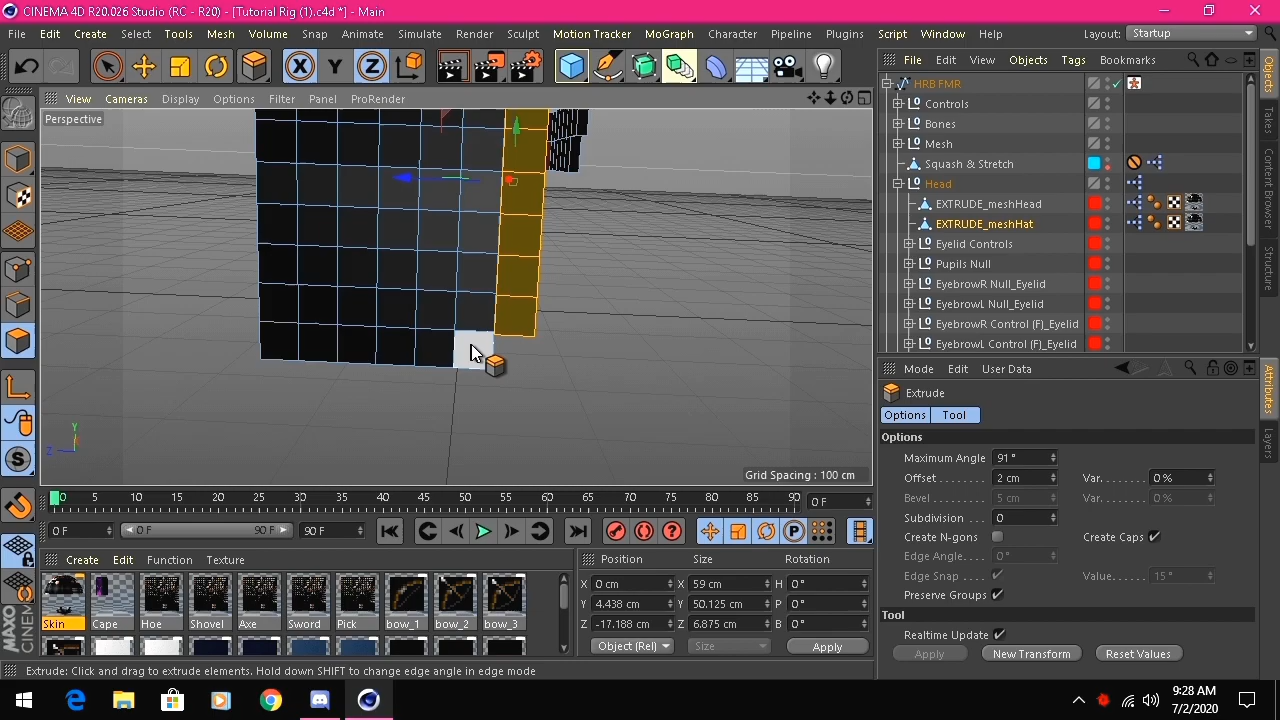 CINEMA 4D R20.026 Studio (RC - R20) - [Tutorial Rig (1).c4d *] - Main
File Edit Create Select Tools Mesh Volume Snap Animate Simulate Render Sculpt Motion Tracker MoGraph Character Pipeline Plugins Script Window Help Layout: Startup
X Y Z
File Edit View Objects Tags Bookmarks
View Cameras Display Options Filter Panel ProRender
Perspective
HRB FMR
Controls
Bones
Mesh
Squash & Stretch
Head
EXTRUDE_meshHead
EXTRUDE_meshHat
Eyelid Controls
Pupils Null
EyebrowR Null_Eyelid
EyebrowL Null_Eyelid
EyebrowR Control (F)_Eyelid
EyebrowL Control (F)_Eyelid
Objects
Takes
Content Browser
Structure
Y
Z
Grid Spacing : 100 cm
Mode Edit User Data
Extrude
Options Tool
Options
Maximum Angle 91 °
Offset 2 cm Var. 0 %
Bevel 5 cm Var. 0 %
Subdivision 0
Create N-gons Create Caps
Edge Angle 0 °
Edge Snap Value 15 °
Preserve Groups
Tool
Realtime Update
Apply New Transform Reset Values
Attributes
Layers
0 5 10 15 20 25 30 35 40 45 50 55 60 65 70 75 80 85 90 0 F
0 F 0 F 90 F 90 F
Create Edit Function Texture
Skin Cape Hoe Shovel Axe Sword Pick bow_1 bow_2 bow_3
Position Size Rotation
X 0 cm X 59 cm H 0 °
Y 4.438 cm Y 50.125 cm P 0 °
Z -17.188 cm Z 6.875 cm B 0 °
Object (Rel) Size Apply
MAXON
CINEMA 4D
Extrude: Click and drag to extrude elements. Hold down SHIFT to change edge angle in edge mode
9:28 AM
7/2/2020